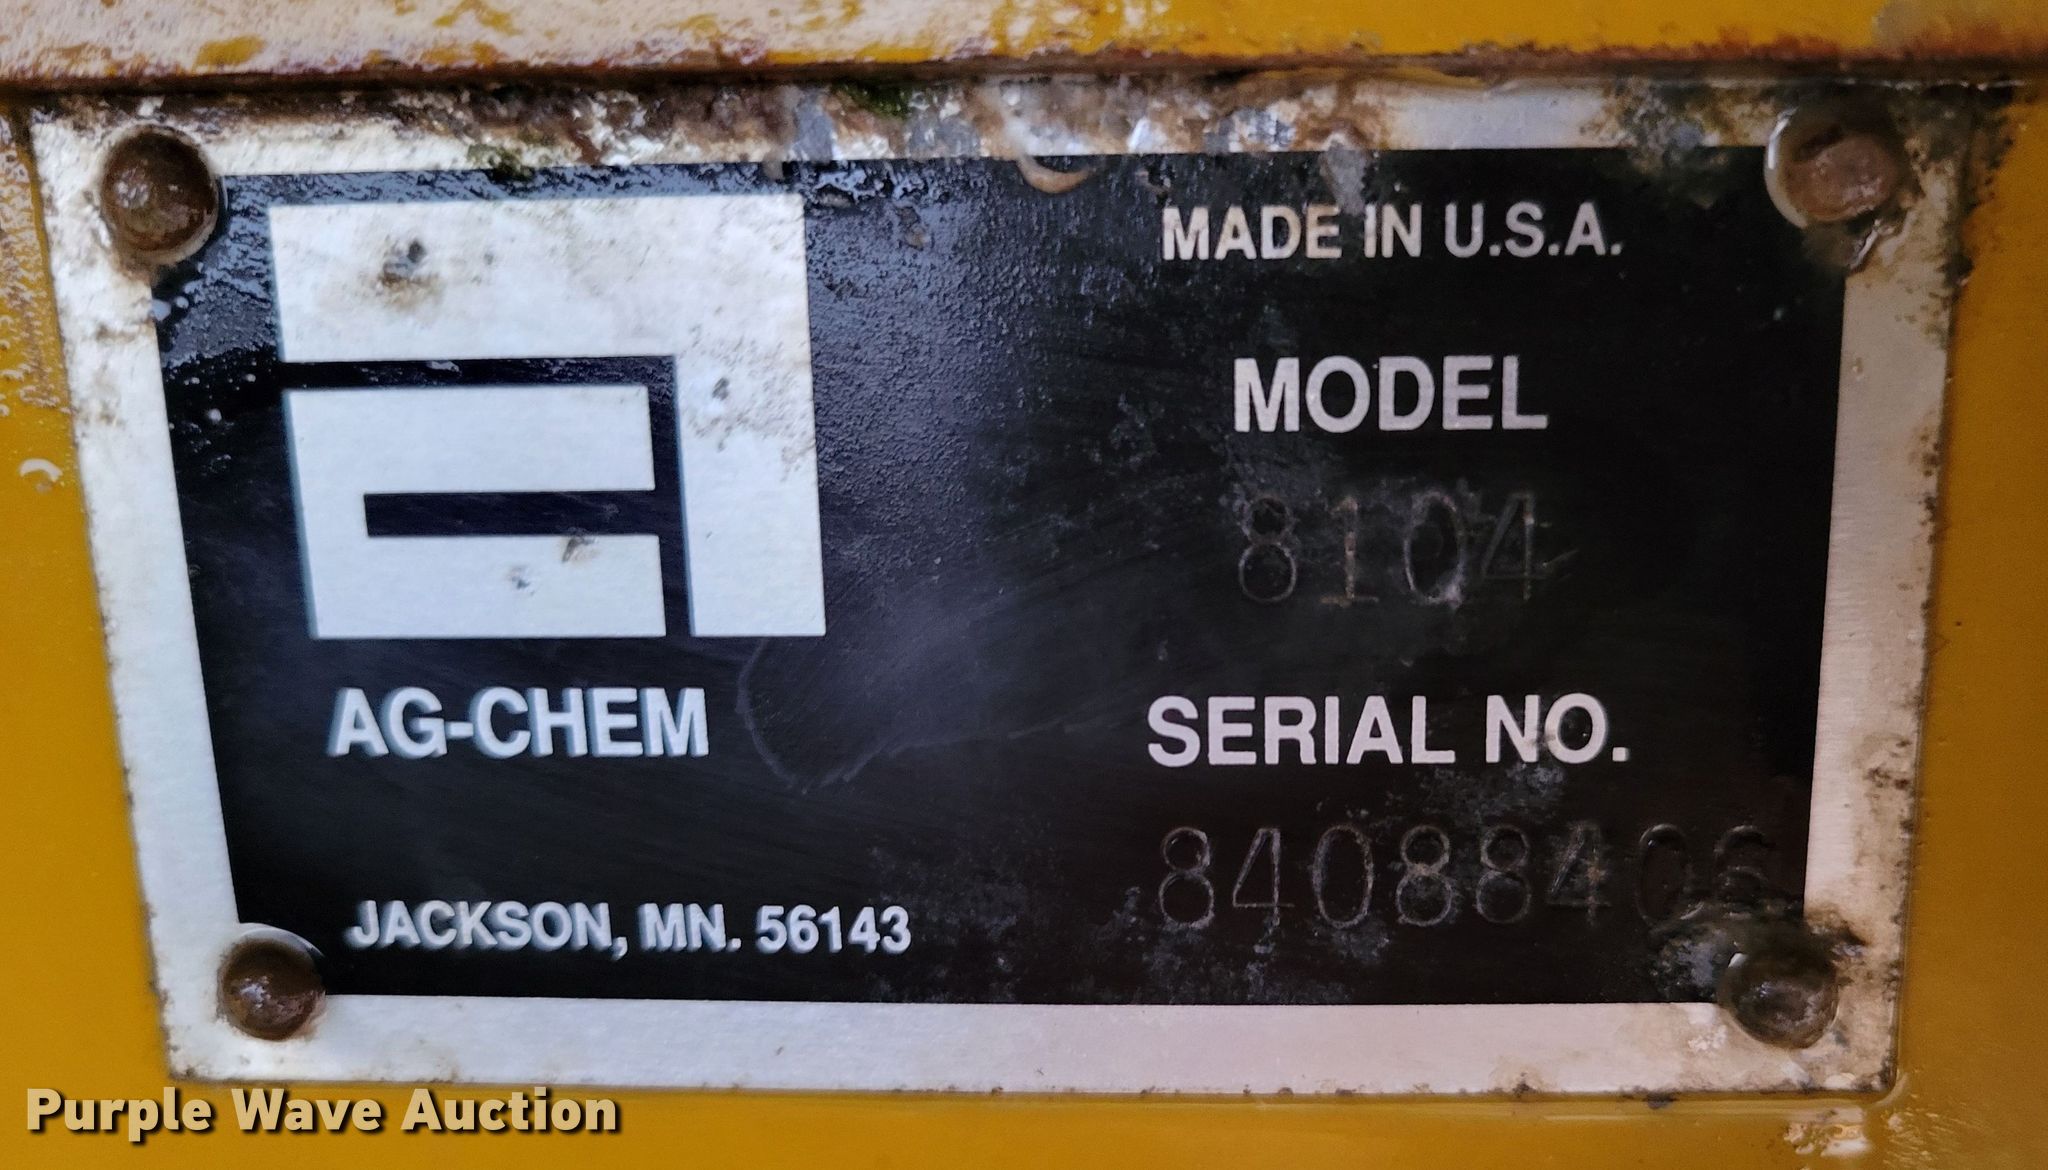 MADE IN U.S.A.
MODEL
8104
AG-CHEM
SERIAL NO.
84088406
JACKSON, MN. 56143
Purple Wave Auction